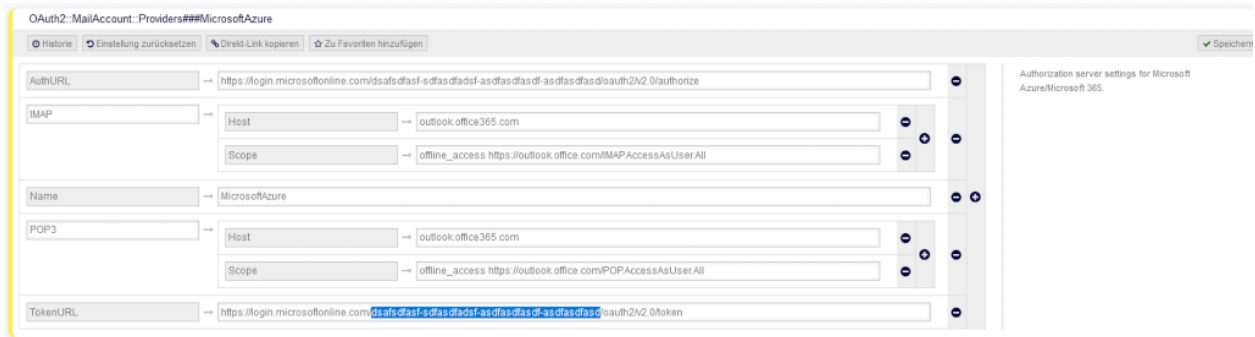 OAuth2::MailAccount::Providers###MicrosoftAzure
Historie Einstellung zurücksetzen Direkt-Link kopieren Zu Favoriten hinzufügen Speichern
AuthURL → https://login.microsoftonline.com/dsafsdfasf-sdfasdfadsf-asdfasdfasdf-asdfasdfasd/oauth2/v2.0/authorize
Authorization server settings for Microsoft
Azure/Microsoft 365.
IMAP →
Host → outlook.office365.com
Scope → offline_access https://outlook.office.com/IMAP.AccessAsUser.All
Name → MicrosoftAzure
POP3 →
Host → outlook.office365.com
Scope → offline_access https://outlook.office.com/POP.AccessAsUser.All
TokenURL → https://login.microsoftonline.com/dsafsdfasf-sdfasdfadsf-asdfasdfasdf-asdfasdfasd/oauth2/v2.0/token